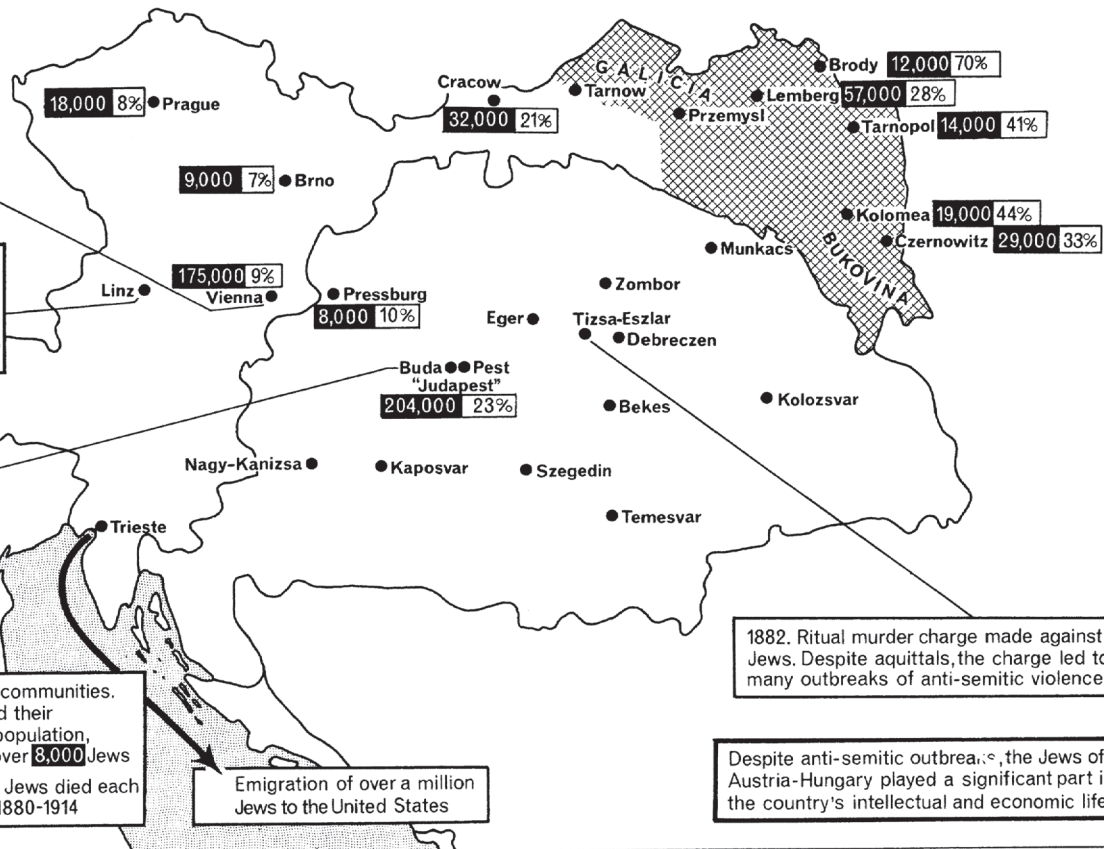 GALICIA
Brody 12,000 70%
Cracow
32,000 21%
Tarnow
Lemberg 57,000 28%
Przemysl
Tarnopol 14,000 41%
18,000 8% Prague
9,000 7% Brno
Kolomea 19,000 44%
Czernowitz 29,000 33%
BUKOVINA
Munkacs
175,000 9%
Linz
Vienna
Pressburg
8,000 10%
Zombor
Eger
Tizsa-Eszlar
Debreczen
Buda Pest
"Judapest"
204,000 23%
Bekes
Kolozsvar
Nagy-Kanizsa
Kaposvar
Szegedin
Temesvar
Trieste
1882. Ritual murder charge made against
Jews. Despite aquittals, the charge led to
many outbreaks of anti-semitic violence
communities.
d their
population,
over 8,000 Jews
Jews died each
1880-1914
Emigration of over a million
Jews to the United States
Despite anti-semitic the Jews of
Austria-Hungary played a significant part i
the country's intellectual and economic life